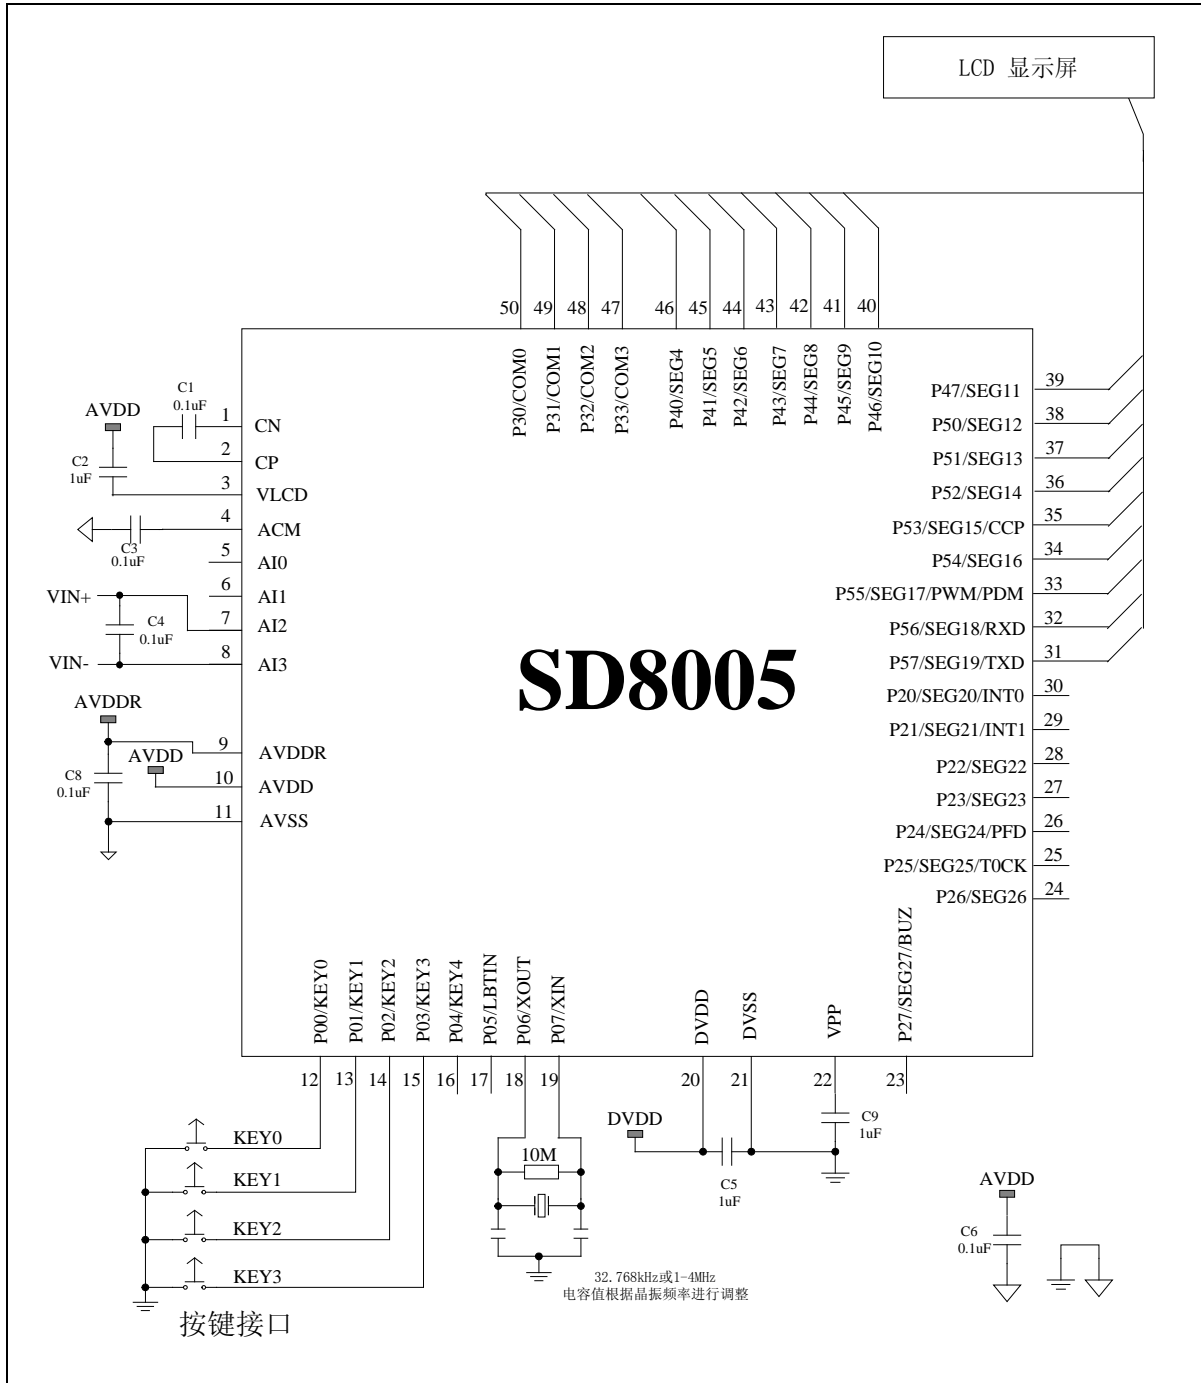 LCD 显示屏
50 49 48 47 46 45 44 43 42 41 40
P30/COM0
P31/COM1
P32/COM2
P33/COM3
P40/SEG4
P41/SEG5
P42/SEG6
P43/SEG7
P44/SEG8
P45/SEG9
P46/SEG10
C1
0.1uF
AVDD
C2
1uF
1 CN
2 CP
3 VLCD
4 ACM
C3
0.1uF
5 AI0
6 AI1
VIN+
7 AI2
C4
0.1uF
VIN-
8 AI3
AVDDR
9 AVDDR
AVDD
10 AVDD
C8
0.1uF
11 AVSS
SD8005
P47/SEG11 39
P50/SEG12 38
P51/SEG13 37
P52/SEG14 36
P53/SEG15/CCP 35
P54/SEG16 34
P55/SEG17/PWM/PDM 33
P56/SEG18/RXD 32
P57/SEG19/TXD 31
P20/SEG20/INT0 30
P21/SEG21/INT1 29
P22/SEG22 28
P23/SEG23 27
P24/SEG24/PFD 26
P25/SEG25/T0CK 25
P26/SEG26 24
P00/KEY0
P01/KEY1
P02/KEY2
P03/KEY3
P04/KEY4
P05/LBTIN
P06/XOUT
P07/XIN
DVDD
DVSS
VPP
P27/SEG27/BUZ
12 13 14 15 16 17 18 19 20 21 22 23
KEY0
KEY1
KEY2
KEY3
按键接口
10M
32.768kHz或1-4MHz
电容值根据晶振频率进行调整
DVDD
C5
1uF
C9
1uF
AVDD
C6
0.1uF